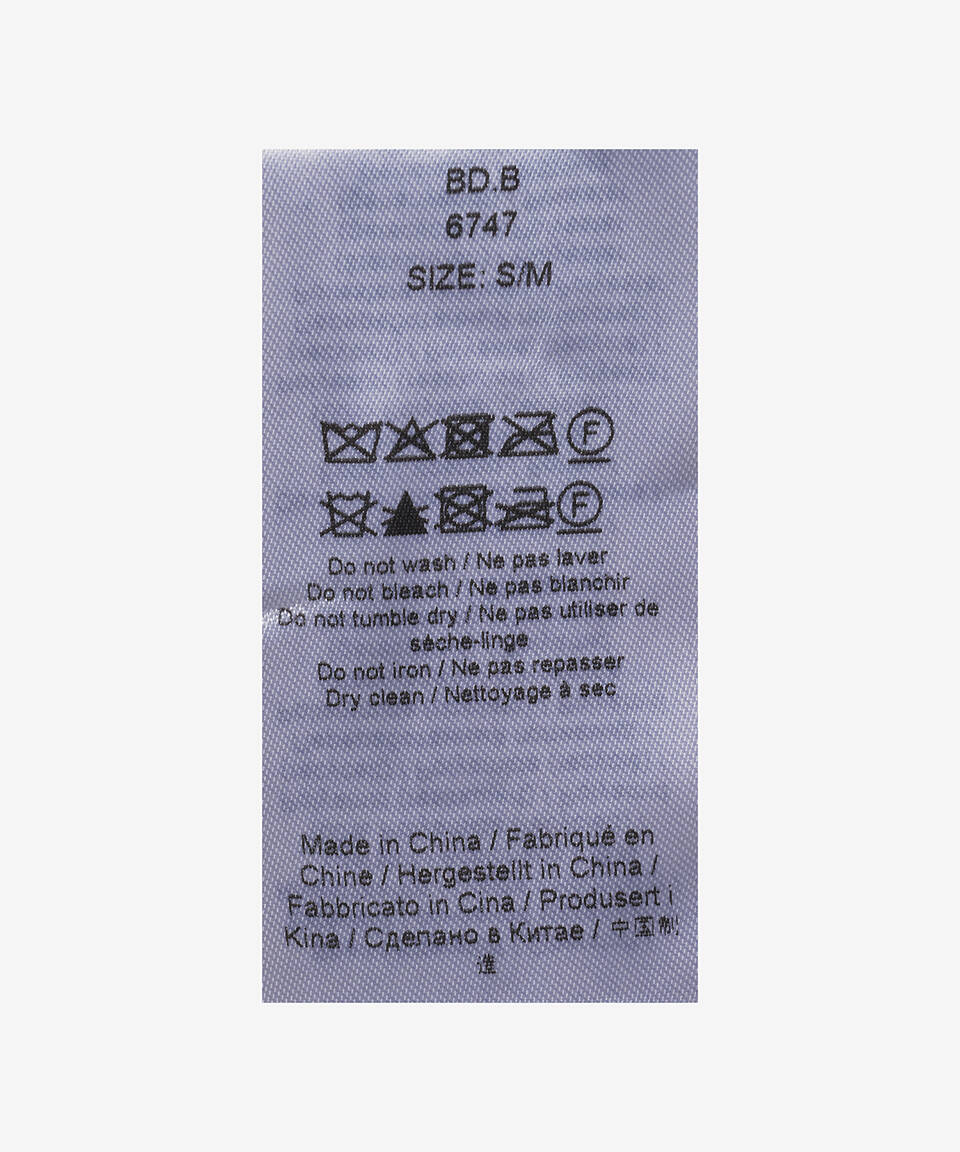 BD.B
6747
SIZE: S/M
F
F
Do not wash / Ne pas laver
Do not bleach / Ne pas blanchir
Do not tumble dry / Ne pas utiliser de
sèche-linge
Do not iron / Ne pas repasser
Dry clean / Nettoyage à sec
Made in China / Fabriqué en
Chine / Hergestellt in China /
Fabbricato in Cina / Produsert i
Kina / Сделано в Китае / 中国制
造